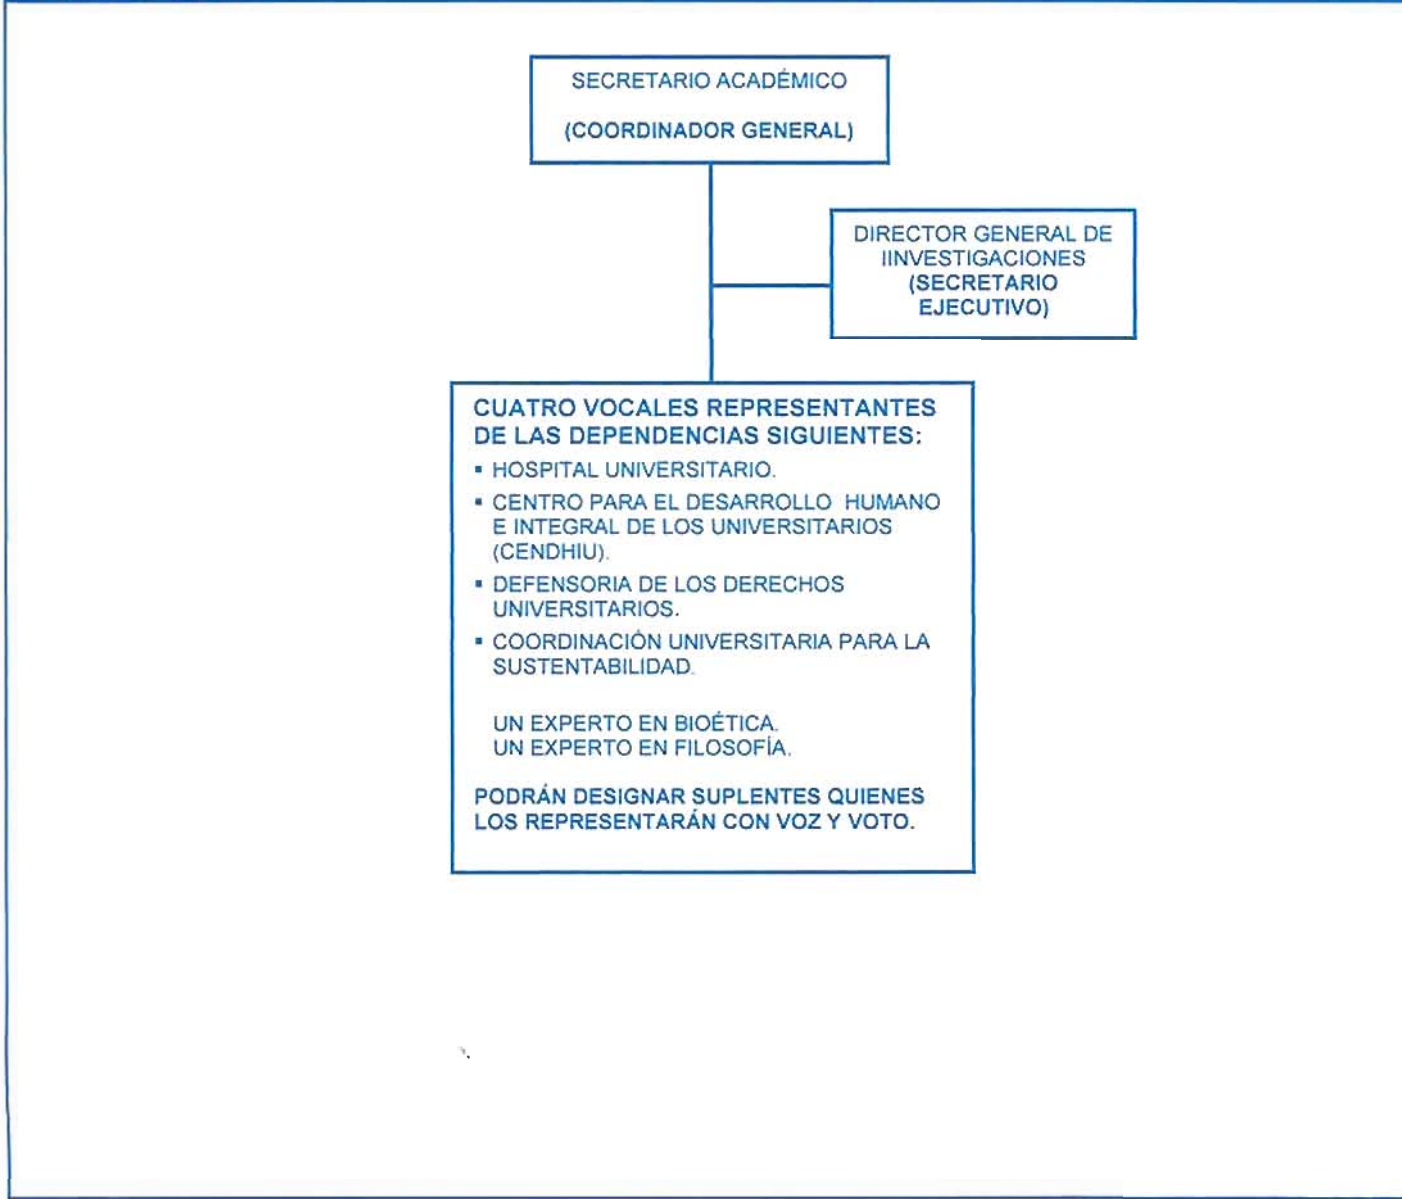 SECRETARIO ACADÉMICO
(COORDINADOR GENERAL)
DIRECTOR GENERAL DE
IINVESTIGACIONES
(SECRETARIO
EJECUTIVO)
CUATRO VOCALES REPRESENTANTES
DE LAS DEPENDENCIAS SIGUIENTES:
▪ HOSPITAL UNIVERSITARIO.
▪ CENTRO PARA EL DESARROLLO HUMANO
E INTEGRAL DE LOS UNIVERSITARIOS
(CENDHIU).
▪ DEFENSORIA DE LOS DERECHOS
UNIVERSITARIOS.
▪ COORDINACIÓN UNIVERSITARIA PARA LA
SUSTENTABILIDAD.
UN EXPERTO EN BIOÉTICA.
UN EXPERTO EN FILOSOFÍA.
PODRÁN DESIGNAR SUPLENTES QUIENES
LOS REPRESENTARÁN CON VOZ Y VOTO.